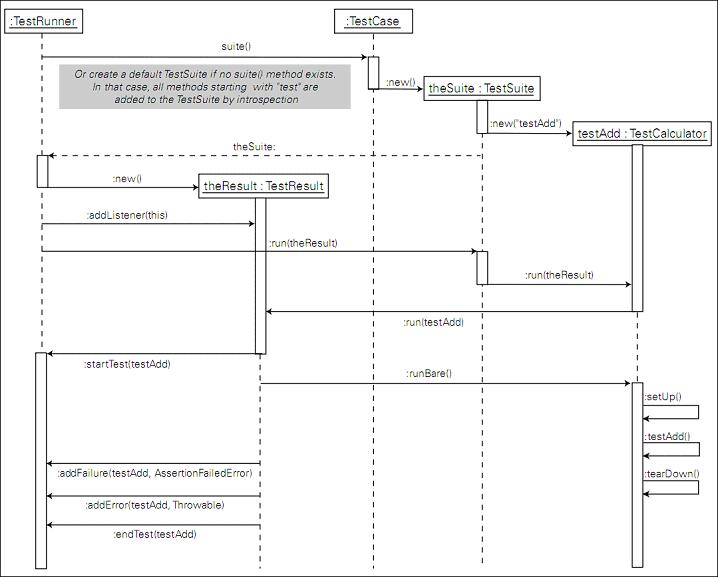 :TestRunner
:TestCase
suite()
Or create a default TestSuite if no suite() method exists.
In that case, all methods starting with "test" are
added to the TestSuite by introspection
:new()
theSuite : TestSuite
:new("testAdd")
testAdd : TestCalculator
theSuite:
:new()
theResult : TestResult
:addListener(this)
:run(theResult)
:run(theResult)
:run(testAdd)
:startTest(testAdd)
:runBare()
:setUp()
:testAdd()
:addFailure(testAdd, AssertionFailedError)
:tearDown()
:addError(testAdd, Throwable)
:endTest(testAdd)